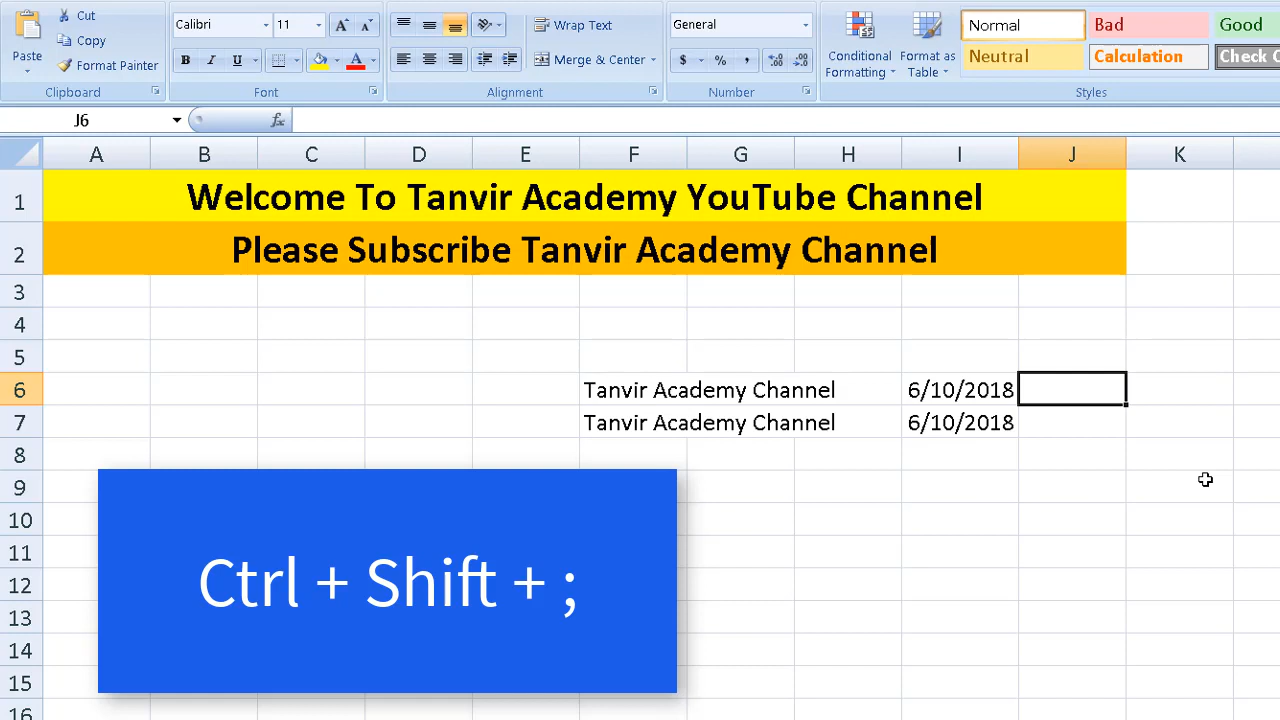 Cut
Copy
Paste
Format Painter
Clipboard
Calibri
11
A A
B I U
A
Font
Wrap Text
Merge & Center
Alignment
General
$ % ,
Number
Conditional Formatting
Format as Table
Normal
Bad
Good
Neutral
Calculation
Check C
Styles
J6
fx
A B C D E F G H I J K
1 Welcome To Tanvir Academy YouTube Channel
2 Please Subscribe Tanvir Academy Channel
3
4
5
6 Tanvir Academy Channel 6/10/2018
7 Tanvir Academy Channel 6/10/2018
8
9
10
11
12
13
14
15
16
Ctrl + Shift + ;